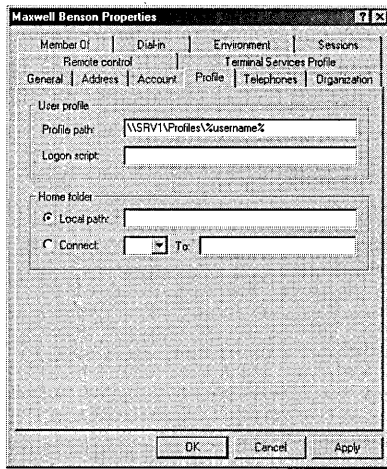 Maxwell Benson Properties
Member Of Dial-in Environment Sessions
Remote control Terminal Services Profile
General Address Account Profile Telephones Organization
User profile
Profile path: \\SRV1\Profiles\%username%
Logon script:
Home folder
Local path:
Connect: To:
OK Cancel Apply